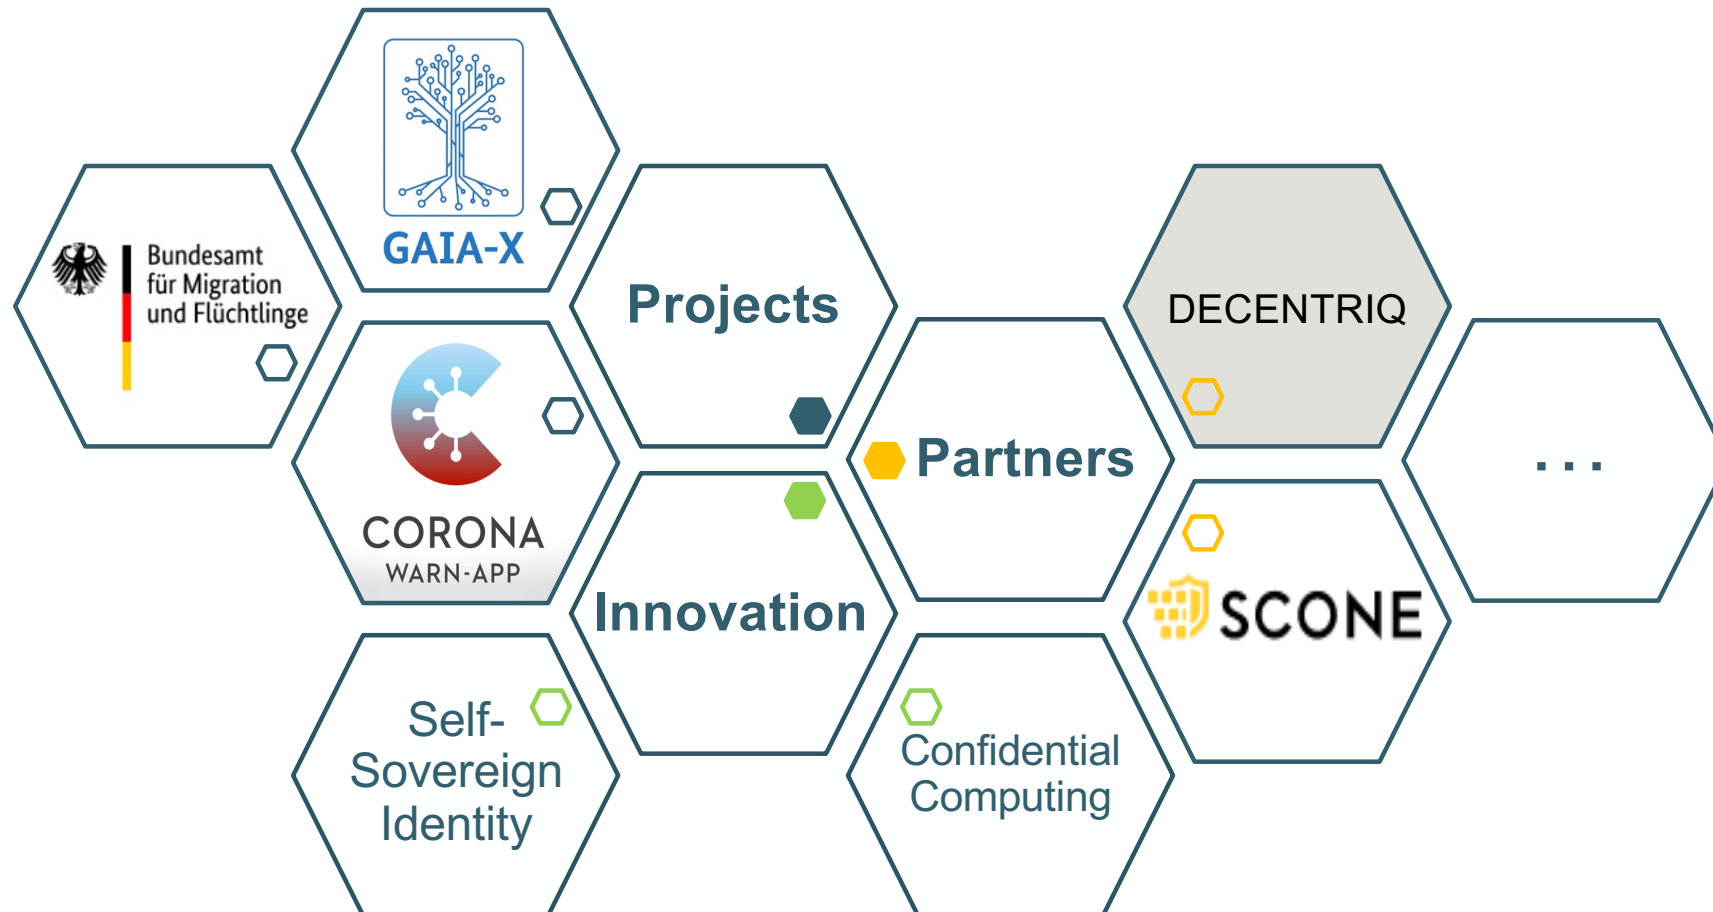 GAIA-X
Bundesamt
für Migration
und Flüchtlinge
Projects
DECENTRIQ
CORONA
WARN-APP
Partners
...
Innovation
SCONE
Self-
Sovereign
Identity
Confidential
Computing